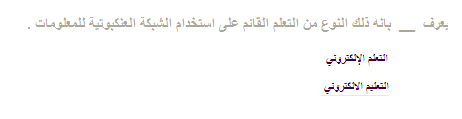 يعرف __ بانه ذلك النوع من التعلم القائم على استخدام الشبكة العنكبوتية للمعلومات .
التعلم الإلكتروني
التعليم الالكتروني